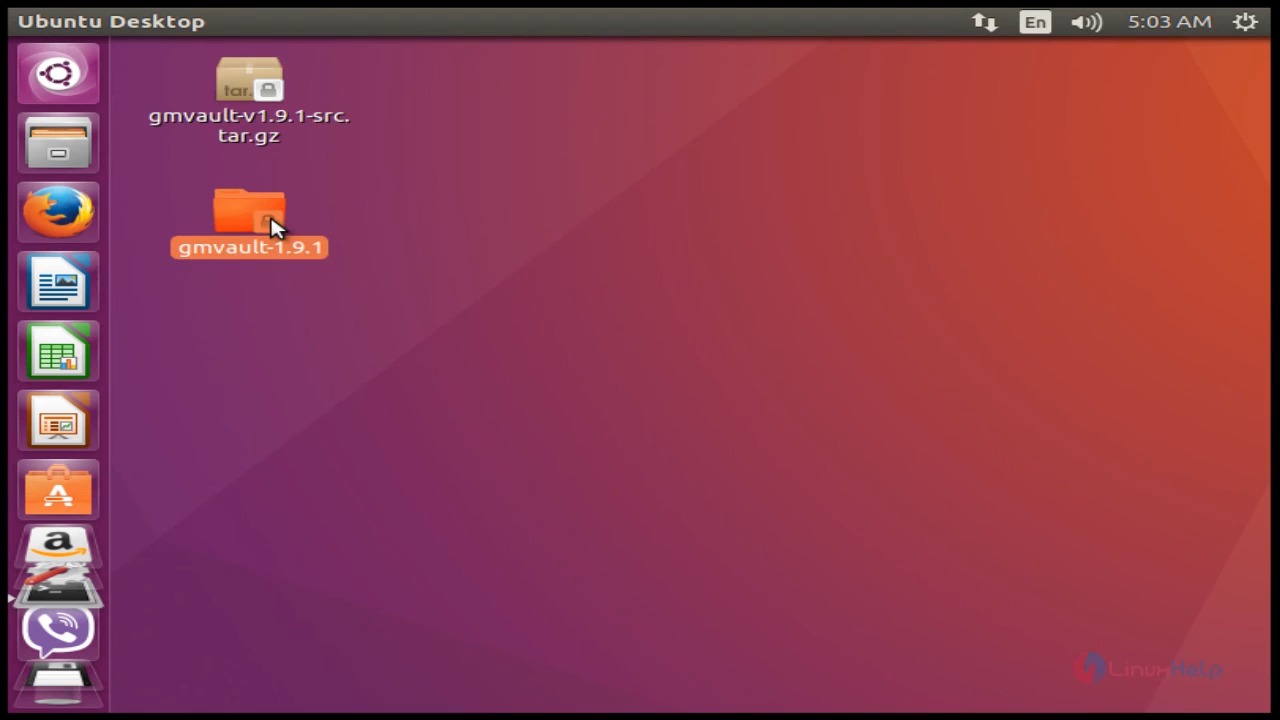 Ubuntu Desktop
En
5:03 AM
tar.
gmvault-v1.9.1-src.
tar.gz
gmvault-1.9.1
A
a
LinuxHelp